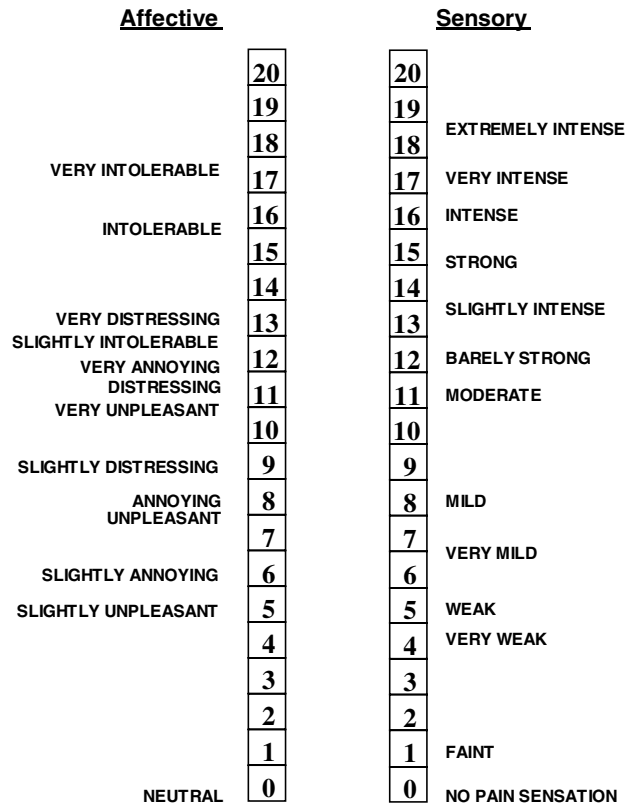 Affective Sensory
20 20
19 19
EXTREMELY INTENSE
18 18
VERY INTOLERABLE 17 17 VERY INTENSE
16 16 INTENSE
INTOLERABLE
15 15 STRONG
14 14
SLIGHTLY INTENSE
VERY DISTRESSING 13 13
SLIGHTLY INTOLERABLE
12 12 BARELY STRONG
VERY ANNOYING
DISTRESSING
11 11 MODERATE
VERY UNPLEASANT
10 10
SLIGHTLY DISTRESSING 9 9
ANNOYING 8 8 MILD
UNPLEASANT
7 7
VERY MILD
SLIGHTLY ANNOYING 6 6
SLIGHTLY UNPLEASANT 5 5 WEAK
4 4 VERY WEAK
3 3
2 2
1 1 FAINT
NEUTRAL 0 0 NO PAIN SENSATION